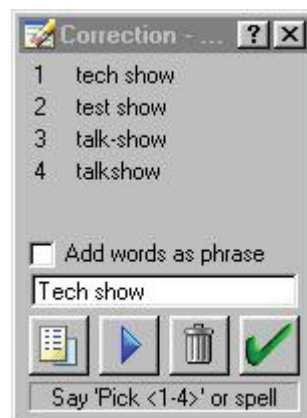 Correction - ...
1 tech show
2 test show
3 talk-show
4 talkshow
Add words as phrase
Tech show
Say 'Pick <1-4>' or spell